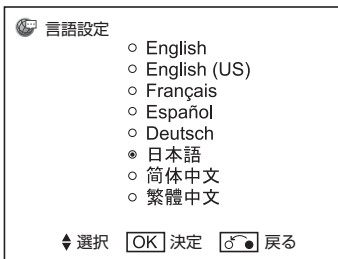 言語設定
English
English (US)
Français
Español
Deutsch
日本語
简体中文
繁體中文
選択 OK 決定 戻る